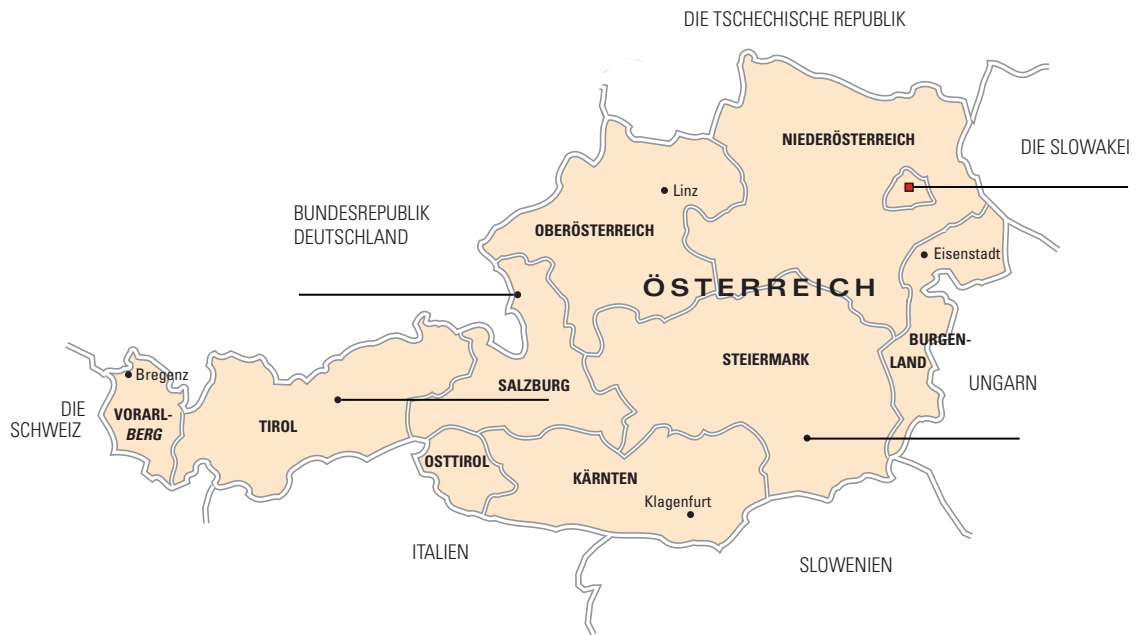 DIE TSCHECHISCHE REPUBLIK
NIEDERÖSTERREICH
DIE SLOWAKEI
Linz
BUNDESREPUBLIK
DEUTSCHLAND
OBERÖSTERREICH
Eisenstadt
ÖSTERREICH
BURGEN-
LAND
STEIERMARK
Bregenz
SALZBURG
UNGARN
DIE
SCHWEIZ
VORARL-
BERG
TIROL
OSTTIROL
KÄRNTEN
Klagenfurt
ITALIEN
SLOWENIEN